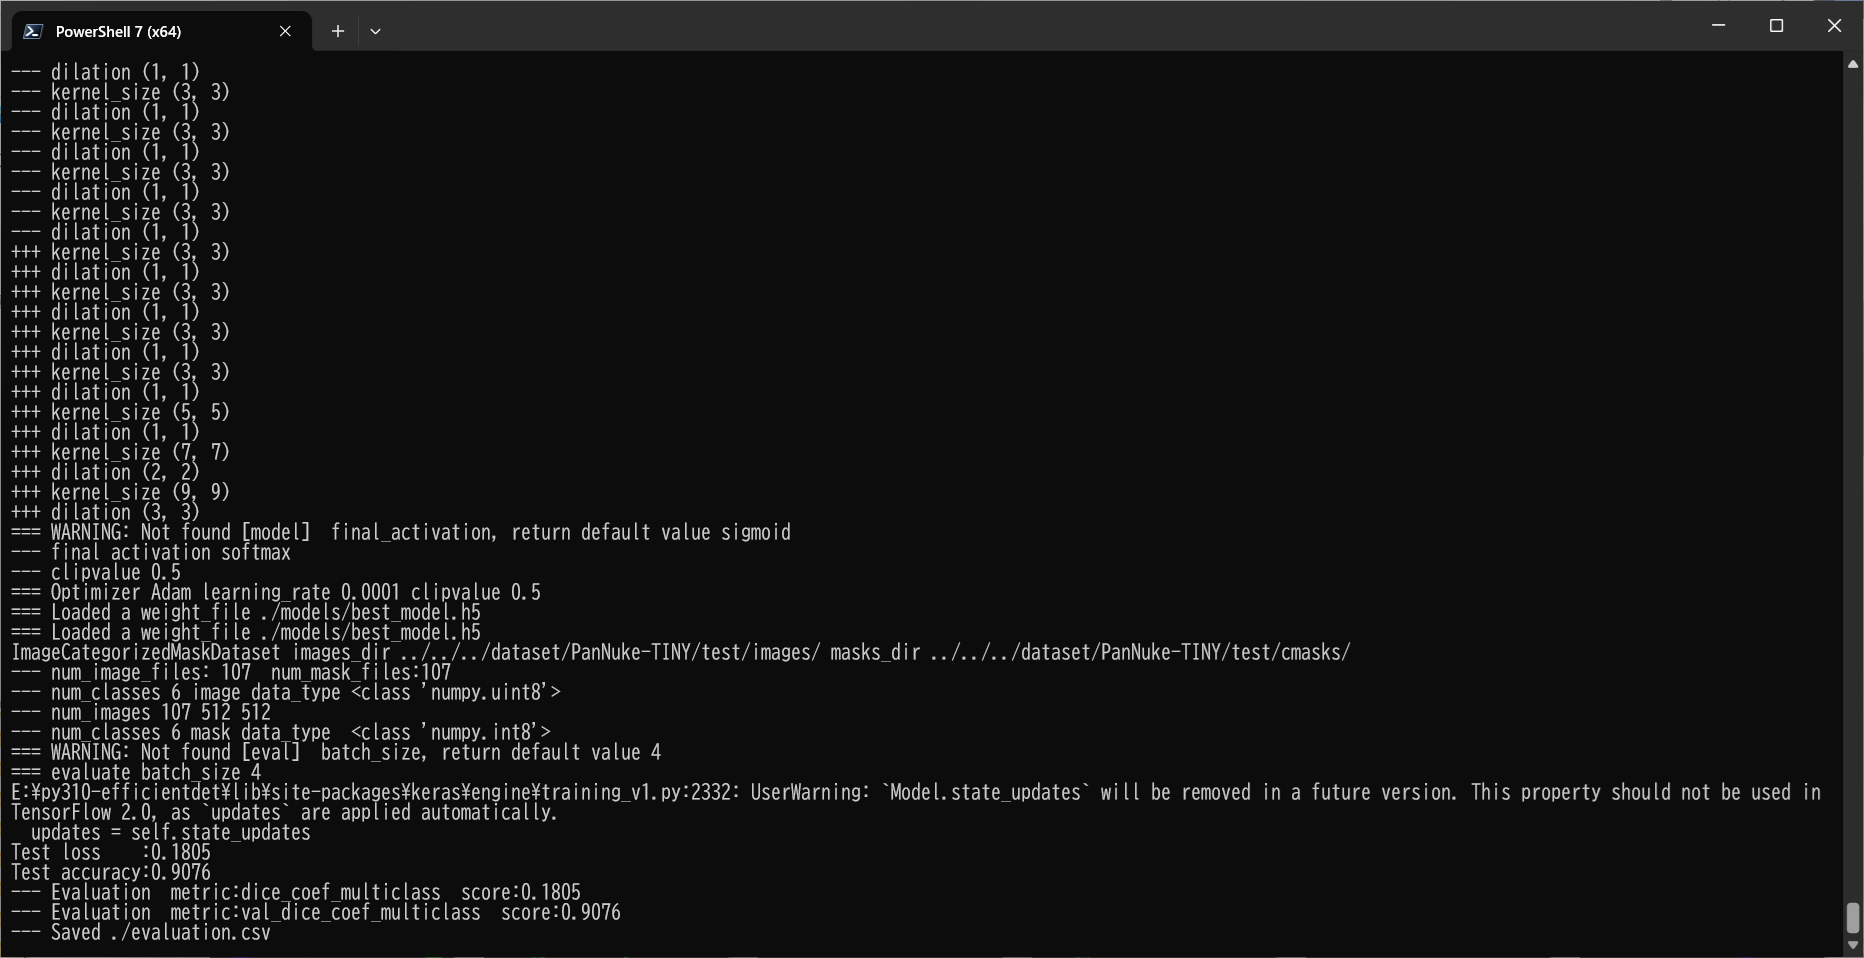 PowerShell 7 (x64)
--- dilation (1, 1)
--- kernel_size (3, 3)
--- dilation (1, 1)
--- kernel_size (3, 3)
--- dilation (1, 1)
--- kernel_size (3, 3)
--- dilation (1, 1)
--- kernel_size (3, 3)
--- dilation (1, 1)
+++ kernel_size (3, 3)
+++ dilation (1, 1)
+++ kernel_size (3, 3)
+++ dilation (1, 1)
+++ kernel_size (3, 3)
+++ dilation (1, 1)
+++ kernel_size (3, 3)
+++ dilation (1, 1)
+++ kernel_size (5, 5)
+++ dilation (1, 1)
+++ kernel_size (7, 7)
+++ dilation (2, 2)
+++ kernel_size (9, 9)
+++ dilation (3, 3)
=== WARNING: Not found [model]  final_activation, return default value sigmoid
--- final activation softmax
--- clipvalue 0.5
=== Optimizer Adam learning_rate 0.0001 clipvalue 0.5
=== Loaded a weight_file ./models/best_model.h5
=== Loaded a weight_file ./models/best_model.h5
ImageCategorizedMaskDataset images_dir ../../../dataset/PanNuke-TINY/test/images/ masks_dir ../../../dataset/PanNuke-TINY/test/cmasks/
--- num_image_files: 107  num_mask_files:107
--- num_classes 6 image data_type <class 'numpy.uint8'>
--- num_images 107 512 512
--- num_classes 6 mask data_type  <class 'numpy.int8'>
=== WARNING: Not found [eval]  batch_size, return default value 4
=== evaluate batch_size 4
E:¥py310-efficientdet¥lib¥site-packages¥keras¥engine¥training_v1.py:2332: UserWarning: `Model.state_updates` will be removed in a future version. This property should not be used in
TensorFlow 2.0, as `updates` are applied automatically.
  updates = self.state_updates
Test loss    :0.1805
Test accuracy:0.9076
--- Evaluation  metric:dice_coef_multiclass  score:0.1805
--- Evaluation  metric:val_dice_coef_multiclass  score:0.9076
--- Saved ./evaluation.csv